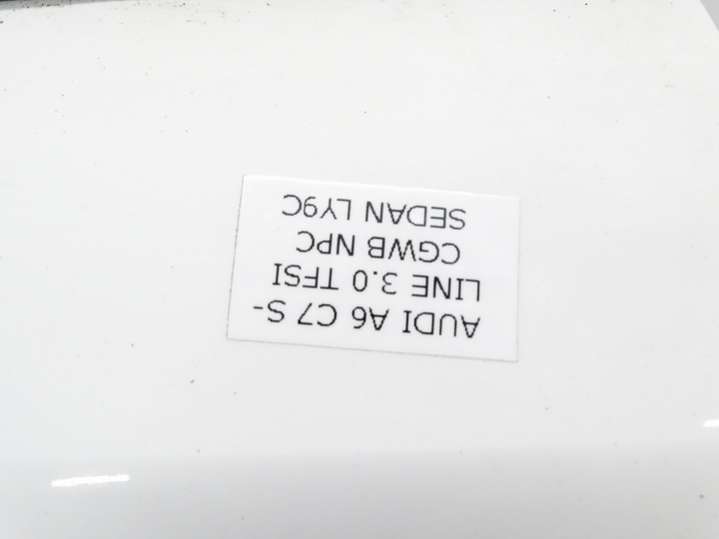 AUDI A6 C7 S-
LINE 3.0 TFSI
CGWB NPC
SEDAN LY9C